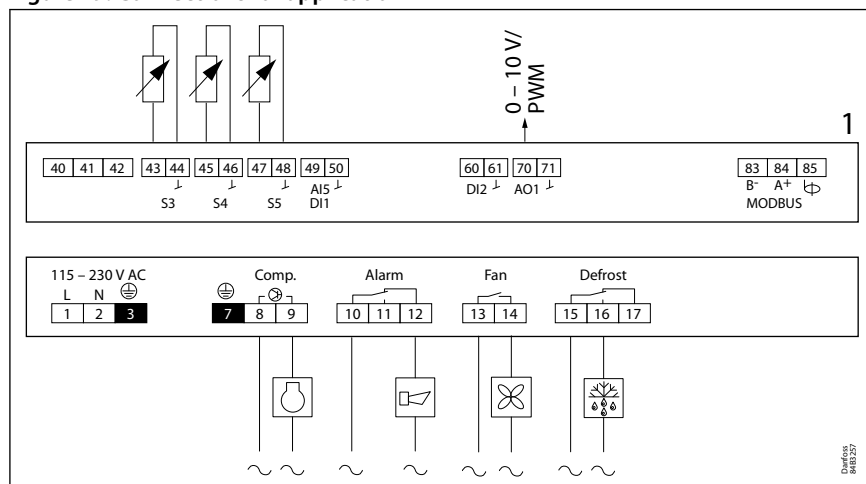 0 – 10 V/
PWM
1
40 41 42 43 44 45 46 47 48 49 50 60 61 70 71 83 84 85
S3 S4 S5 AI5 DI2 AO1 B- A+
DI1 MODBUS
115 – 230 V AC Comp. Alarm Fan Defrost
L N
1 2 3 7 8 9 10 11 12 13 14 15 16 17
Danfoss
84B3257